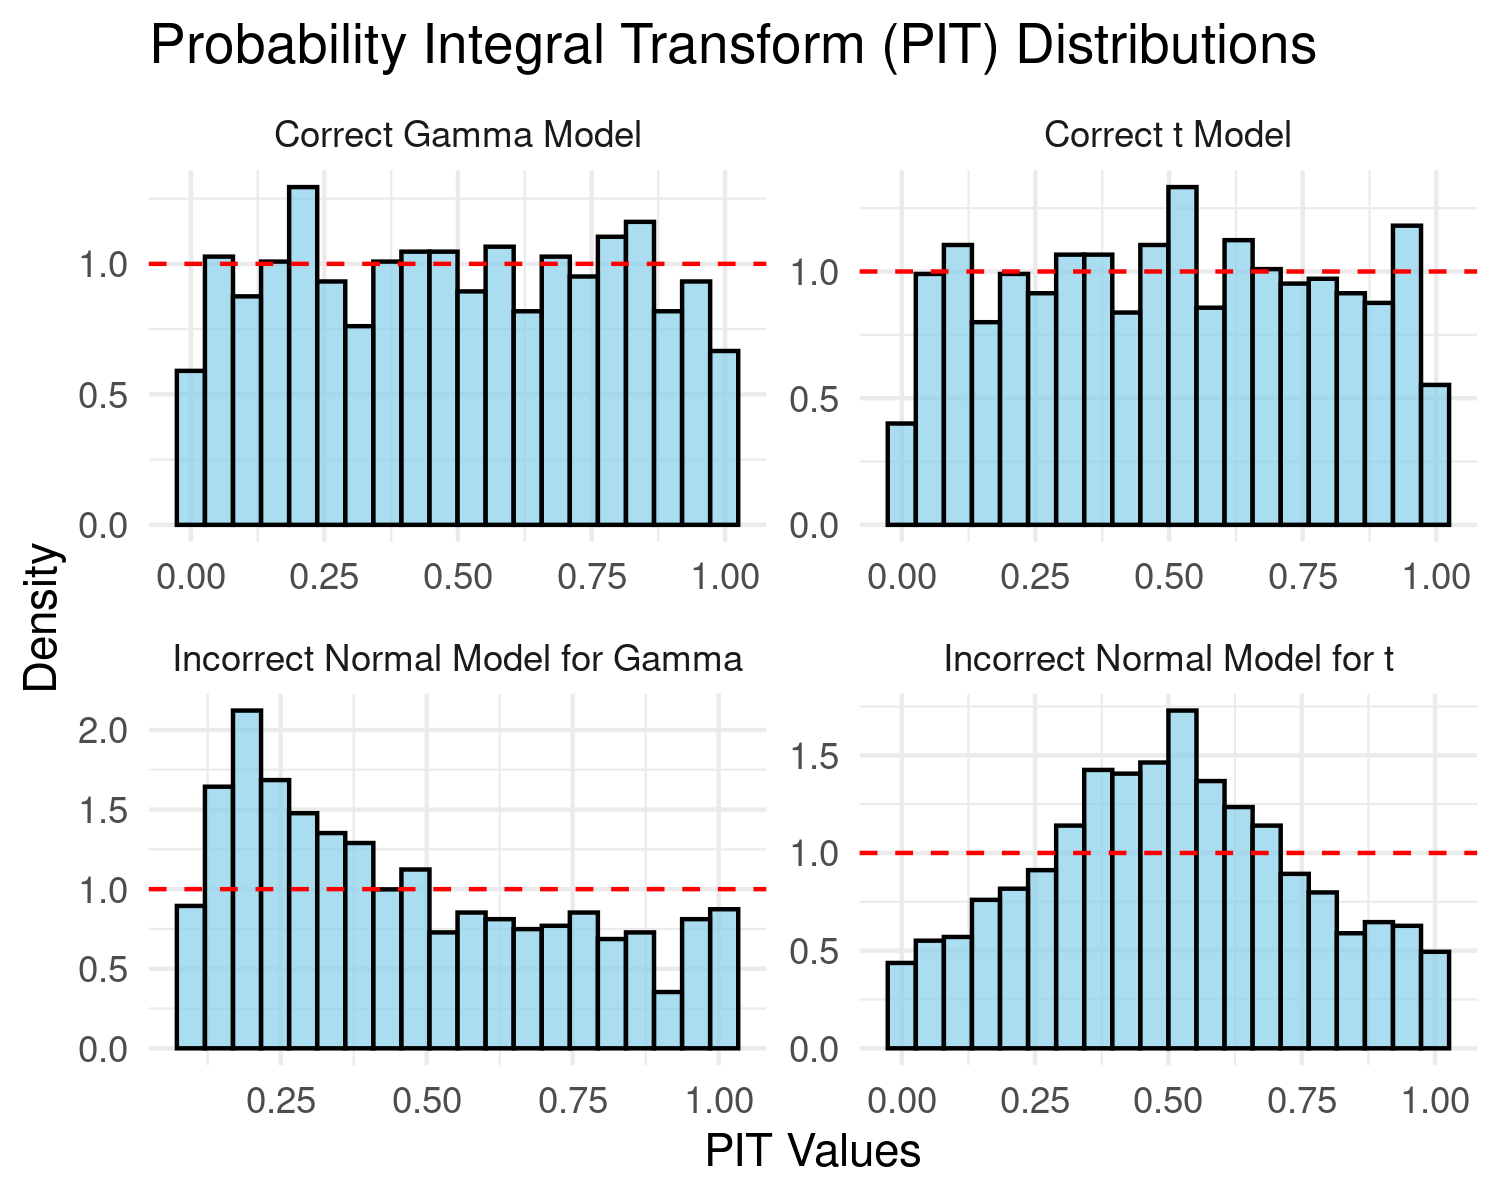 Probability Integral Transform (PIT) Distributions
Correct Gamma Model
Correct t Model
1.0
0.5
0.0
0.00 0.25 0.50 0.75 1.00
1.0
0.5
0.0
0.00 0.25 0.50 0.75 1.00
Density
Incorrect Normal Model for Gamma
Incorrect Normal Model for t
2.0
1.5
1.0
0.5
0.0
0.25 0.50 0.75 1.00
1.5
1.0
0.5
0.0
0.00 0.25 0.50 0.75 1.00
PIT Values